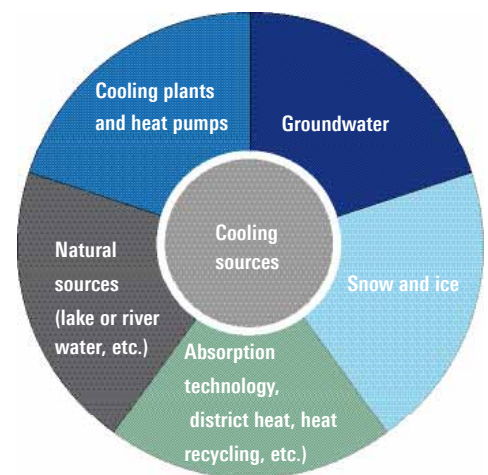 Cooling plants
and heat pumps
Groundwater
Cooling
sources
Natural
sources
(lake or river
water, etc.)
Snow and ice
Absorption
technology,
district heat, heat
recycling, etc.)